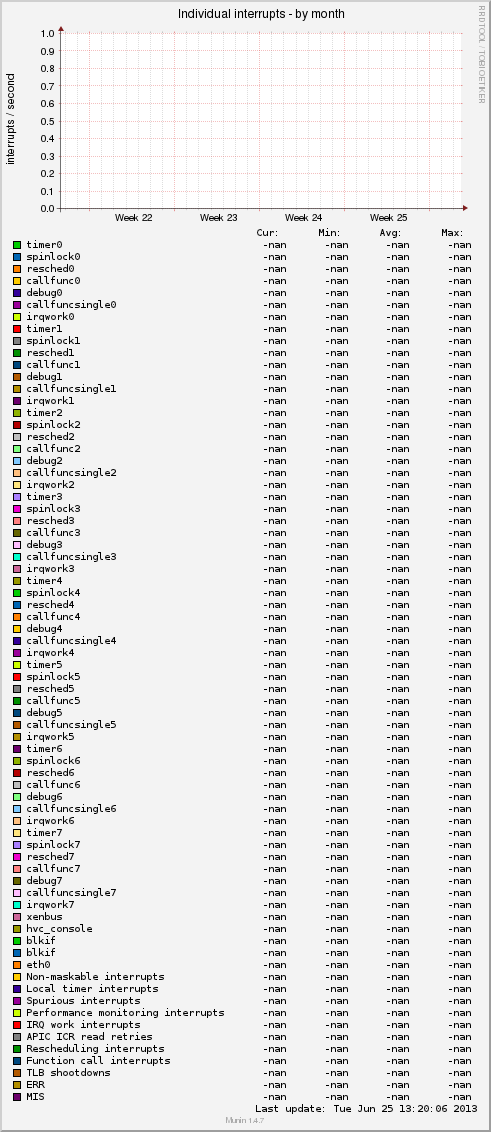 Individual interrupts - by month
RRDTOOL / TOBI OETIKER
interrupts / second
1.0
0.9
0.8
0.7
0.6
0.5
0.4
0.3
0.2
0.1
0.0
Week 22 Week 23 Week 24 Week 25
Cur: Min: Avg: Max:
timer0 -nan -nan -nan -nan
spinlock0 -nan -nan -nan -nan
resched0 -nan -nan -nan -nan
callfunc0 -nan -nan -nan -nan
debug0 -nan -nan -nan -nan
callfuncsingle0 -nan -nan -nan -nan
irqwork0 -nan -nan -nan -nan
timer1 -nan -nan -nan -nan
spinlock1 -nan -nan -nan -nan
resched1 -nan -nan -nan -nan
callfunc1 -nan -nan -nan -nan
debug1 -nan -nan -nan -nan
callfuncsingle1 -nan -nan -nan -nan
irqwork1 -nan -nan -nan -nan
timer2 -nan -nan -nan -nan
spinlock2 -nan -nan -nan -nan
resched2 -nan -nan -nan -nan
callfunc2 -nan -nan -nan -nan
debug2 -nan -nan -nan -nan
callfuncsingle2 -nan -nan -nan -nan
irqwork2 -nan -nan -nan -nan
timer3 -nan -nan -nan -nan
spinlock3 -nan -nan -nan -nan
resched3 -nan -nan -nan -nan
callfunc3 -nan -nan -nan -nan
debug3 -nan -nan -nan -nan
callfuncsingle3 -nan -nan -nan -nan
irqwork3 -nan -nan -nan -nan
timer4 -nan -nan -nan -nan
spinlock4 -nan -nan -nan -nan
resched4 -nan -nan -nan -nan
callfunc4 -nan -nan -nan -nan
debug4 -nan -nan -nan -nan
callfuncsingle4 -nan -nan -nan -nan
irqwork4 -nan -nan -nan -nan
timer5 -nan -nan -nan -nan
spinlock5 -nan -nan -nan -nan
resched5 -nan -nan -nan -nan
callfunc5 -nan -nan -nan -nan
debug5 -nan -nan -nan -nan
callfuncsingle5 -nan -nan -nan -nan
irqwork5 -nan -nan -nan -nan
timer6 -nan -nan -nan -nan
spinlock6 -nan -nan -nan -nan
resched6 -nan -nan -nan -nan
callfunc6 -nan -nan -nan -nan
debug6 -nan -nan -nan -nan
callfuncsingle6 -nan -nan -nan -nan
irqwork6 -nan -nan -nan -nan
timer7 -nan -nan -nan -nan
spinlock7 -nan -nan -nan -nan
resched7 -nan -nan -nan -nan
callfunc7 -nan -nan -nan -nan
debug7 -nan -nan -nan -nan
callfuncsingle7 -nan -nan -nan -nan
irqwork7 -nan -nan -nan -nan
xenbus -nan -nan -nan -nan
hvc_console -nan -nan -nan -nan
blkif -nan -nan -nan -nan
blkif -nan -nan -nan -nan
eth0 -nan -nan -nan -nan
Non-maskable interrupts -nan -nan -nan -nan
Local timer interrupts -nan -nan -nan -nan
Spurious interrupts -nan -nan -nan -nan
Performance monitoring interrupts -nan -nan -nan -nan
IRQ work interrupts -nan -nan -nan -nan
APIC ICR read retries -nan -nan -nan -nan
Rescheduling interrupts -nan -nan -nan -nan
Function call interrupts -nan -nan -nan -nan
TLB shootdowns -nan -nan -nan -nan
ERR -nan -nan -nan -nan
MIS -nan -nan -nan -nan
Last update: Tue Jun 25 13:20:06 2013
Munin 1.4.7